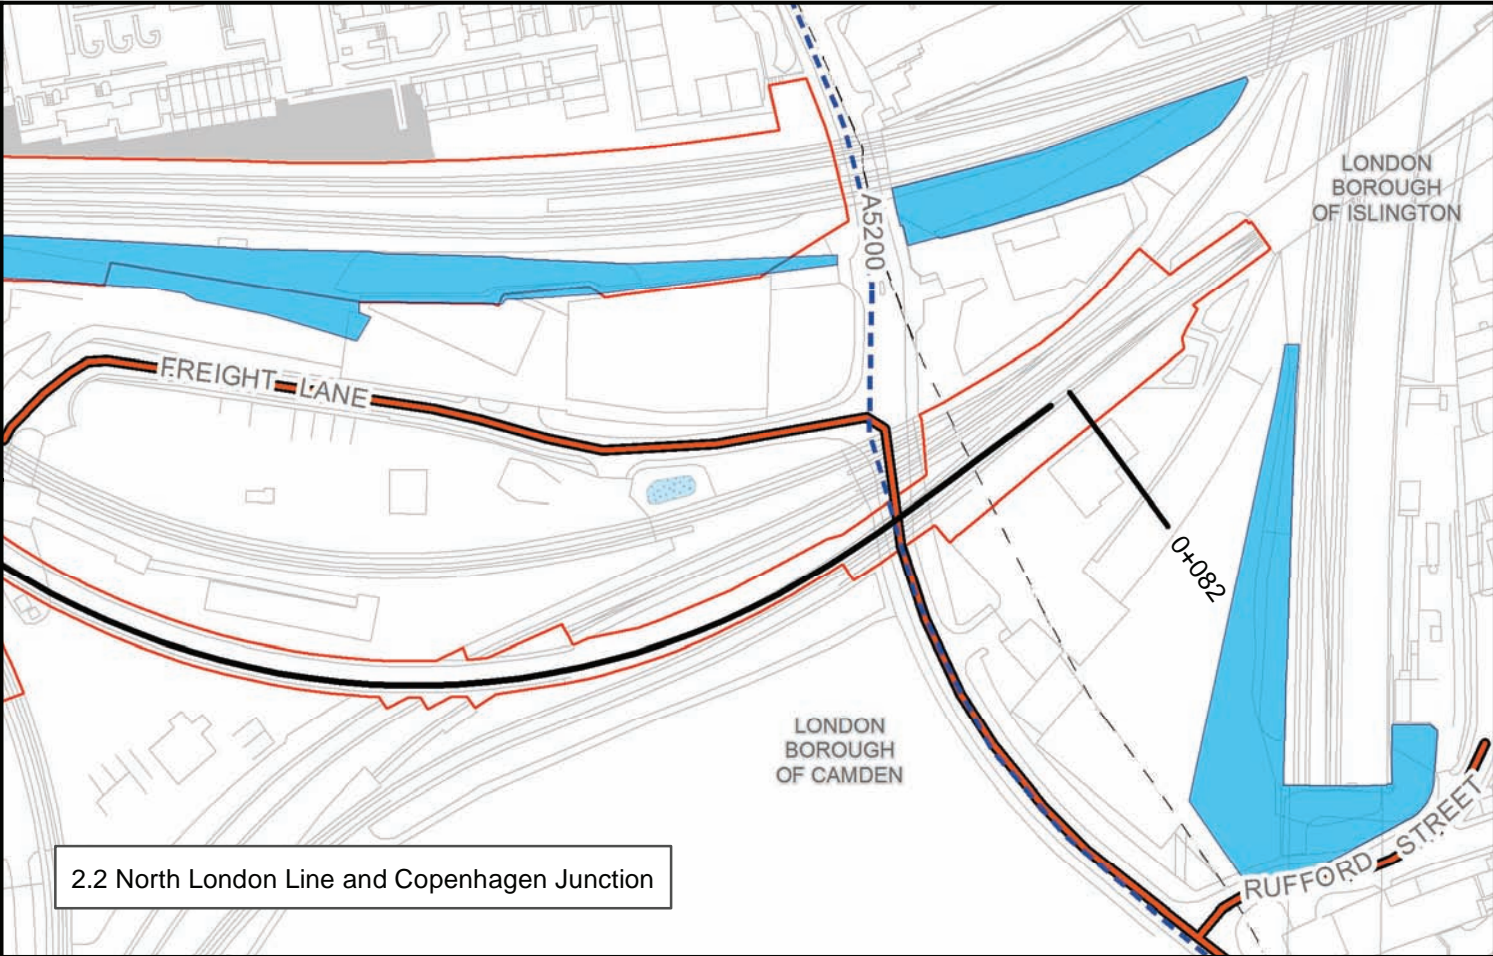 LONDON
BOROUGH
OF ISLINGTON
A5200
FREIGHT LANE
0+082
LONDON
BOROUGH
OF CAMDEN
RUFFORD STREET
2.2 North London Line and Copenhagen Junction